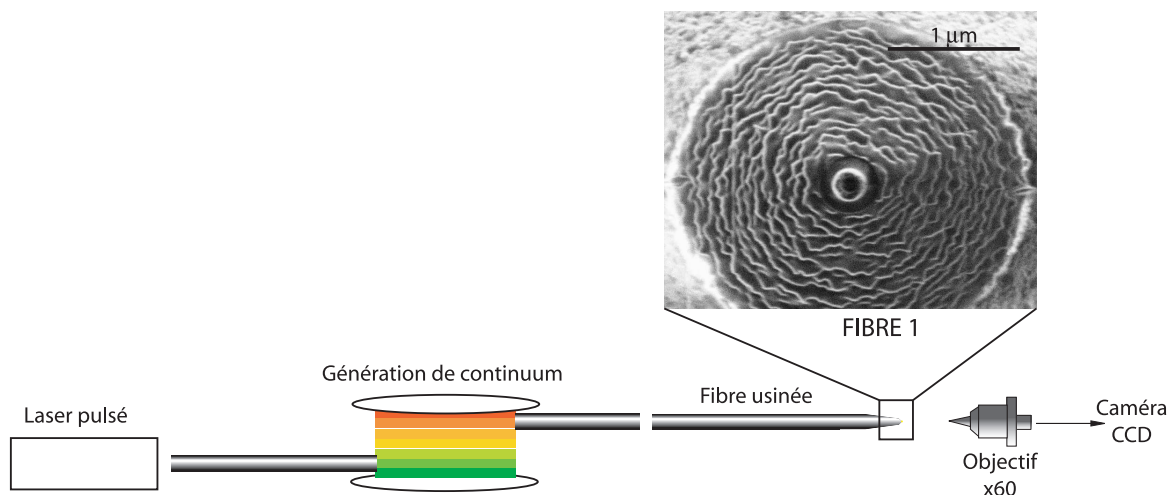 1 μm
FIBRE 1
Génération de continuum
Fibre usinée
Laser pulsé
Caméra
CCD
Objectif
x60